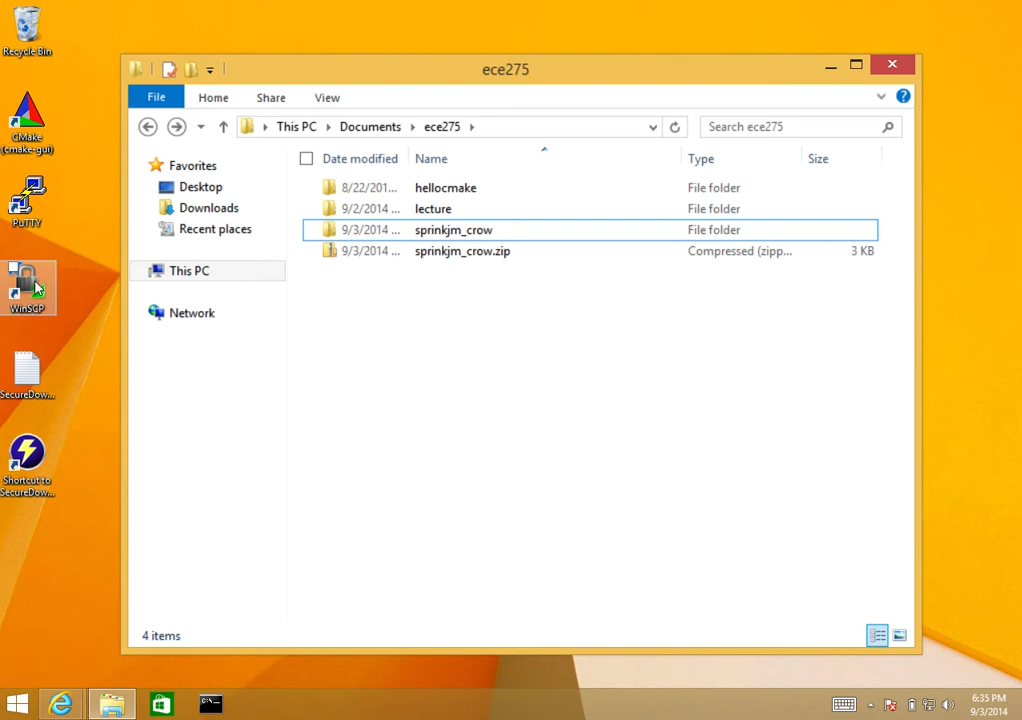 Recycle Bin
CMake
(cmake-gui)
PuTTY
WinSCP
SecureDow...
Shortcut to
SecureDow...
ece275
File Home Share View
This PC Documents ece275
Search ece275
Favorites
Desktop
Downloads
Recent places
This PC
Network
Date modified Name Type Size
8/22/201... hellocmake File folder
9/2/2014 ... lecture File folder
9/3/2014 ... sprinkjm_crow File folder
9/3/2014 ... sprinkjm_crow.zip Compressed (zipp... 3 KB
4 items
6:35 PM
9/3/2014